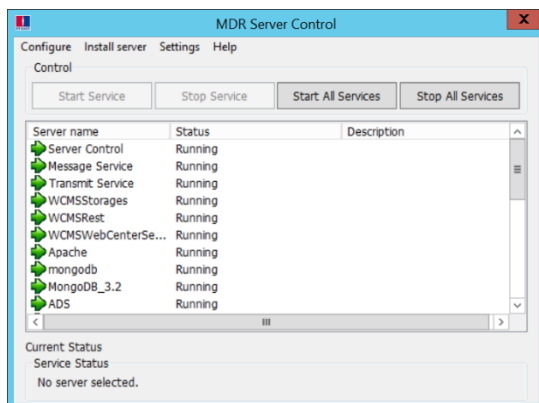 MDR Server Control
X
Configure Install server Settings Help
Control
Start Service Stop Service Start All Services Stop All Services
Server name Status Description
Server Control Running
Message Service Running
Transmit Service Running
WCMSStorages Running
WCMSRest Running
WCMSWebCenterSe... Running
Apache Running
mongodb Running
MongoDB_3.2 Running
ADS Running
Current Status
Service Status
No server selected.